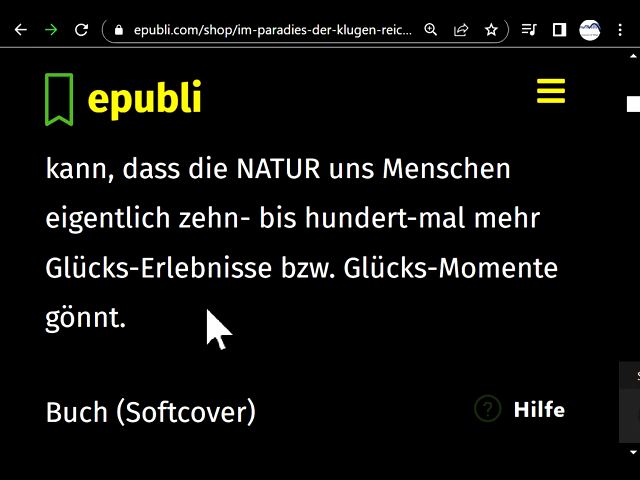 epubli.com/shop/im-paradies-der-klugen-reic...
epubli
kann, dass die NATUR uns Menschen
eigentlich zehn- bis hundert-mal mehr
Glücks-Erlebnisse bzw. Glücks-Momente
gönnt.
Buch (Softcover)
? Hilfe